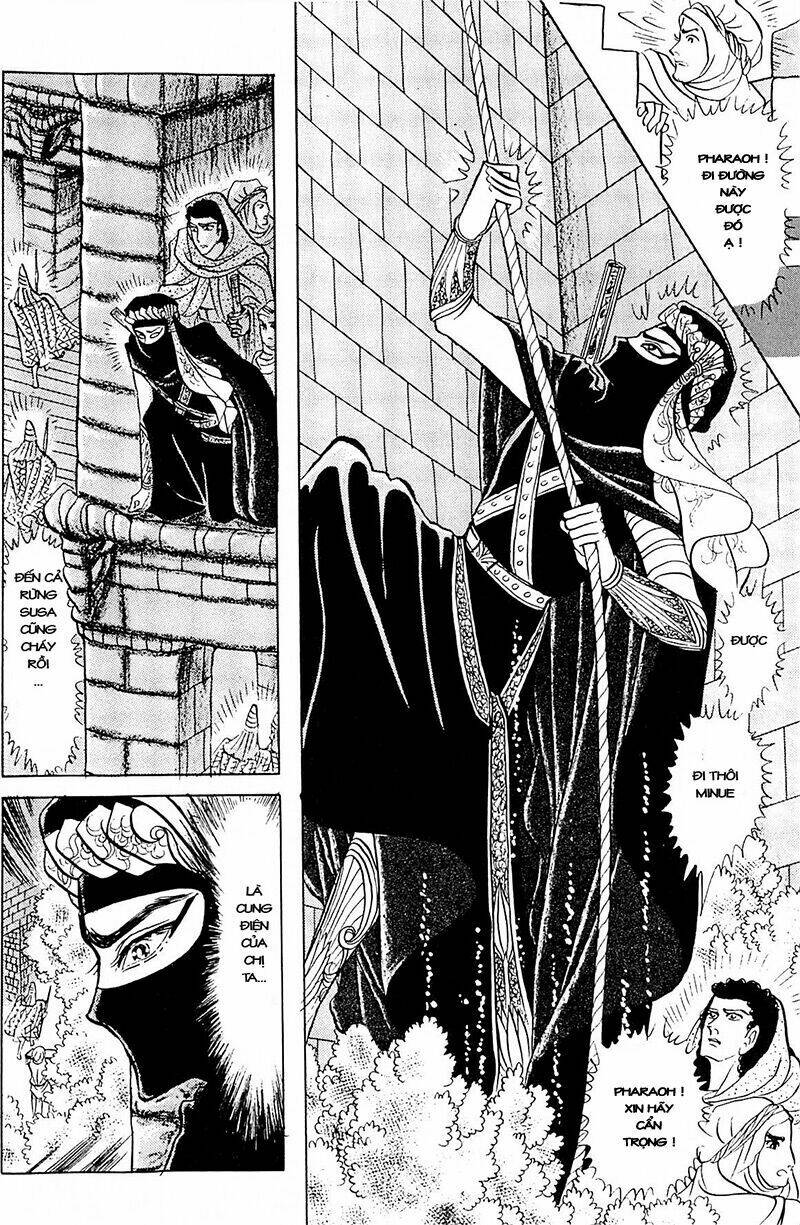 PHARAOH !
ĐI ĐƯỜNG
NÀY
ĐƯỢC
ĐÓ
Ạ !
ĐƯỢC
ĐI THÔI
MINUE
PHARAOH !
XIN HÃY
CẨN
TRỌNG !
ĐẾN CẢ
RỪNG
SUGA
CŨNG
CHÁY
RỒI
...
LÀ
CUNG
ĐIỆN
CỦA
CHỊ
TA...